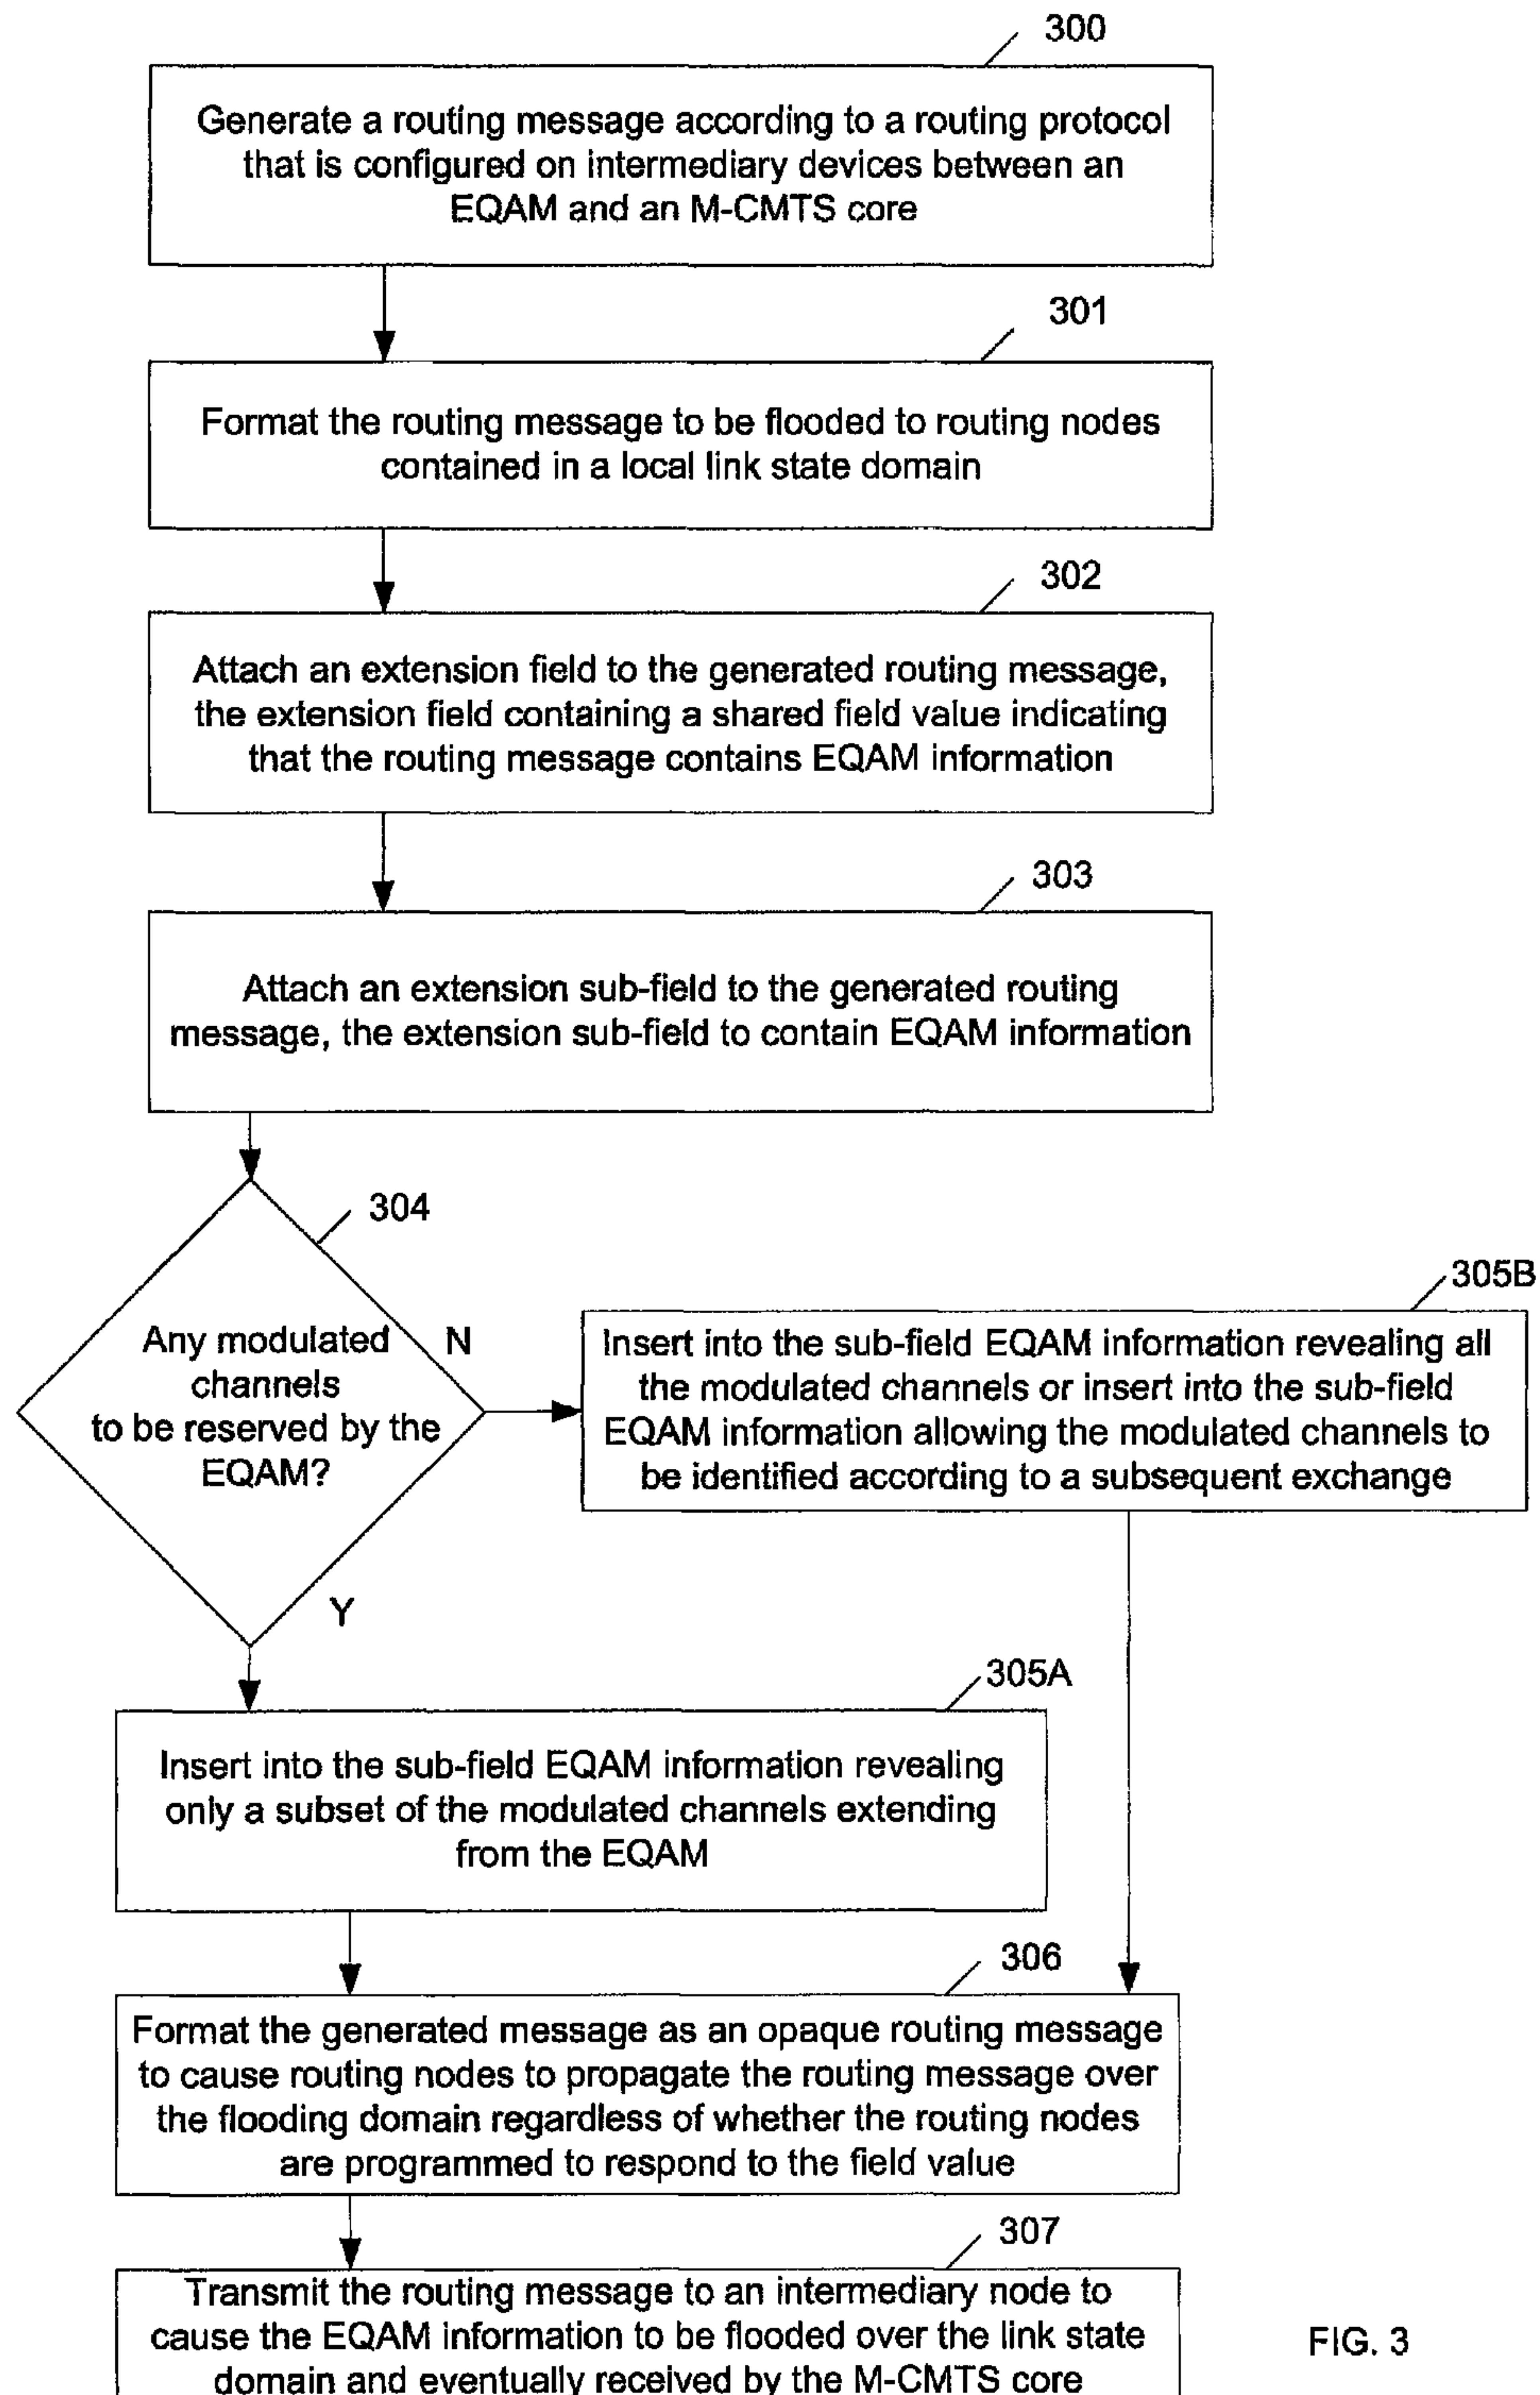 300
Generate a routing message according to a routing protocol
that is configured on intermediary devices between an
EQAM and an M-CMTS core
301
Format the routing message to be flooded to routing nodes
contained in a local link state domain
302
Attach an extension field to the generated routing message,
the extension field containing a shared field value indicating
that the routing message contains EQAM information
303
Attach an extension sub-field to the generated routing
message, the extension sub-field to contain EQAM information
304
Any modulated
channels
to be reserved by the
EQAM?
N
305B
Insert into the sub-field EQAM information revealing all
the modulated channels or insert into the sub-field
EQAM information allowing the modulated channels to
be identified according to a subsequent exchange
Y
305A
Insert into the sub-field EQAM information revealing
only a subset of the modulated channels extending
from the EQAM
306
Format the generated message as an opaque routing message
to cause routing nodes to propagate the routing message over
the flooding domain regardless of whether the routing nodes
are programmed to respond to the field value
307
Transmit the routing message to an intermediary node to
cause the EQAM information to be flooded over the link state
domain and eventually received by the M-CMTS core
FIG. 3